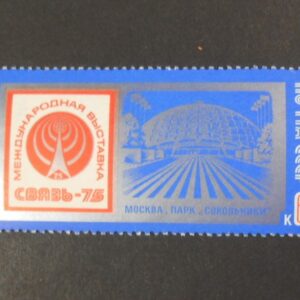 МЕЖДУНАРОДНАЯ ВЫСТАВКА
СВЯЗЬ-75
МОСКВА, ПАРК „СОКОЛЬНИКИ"
К